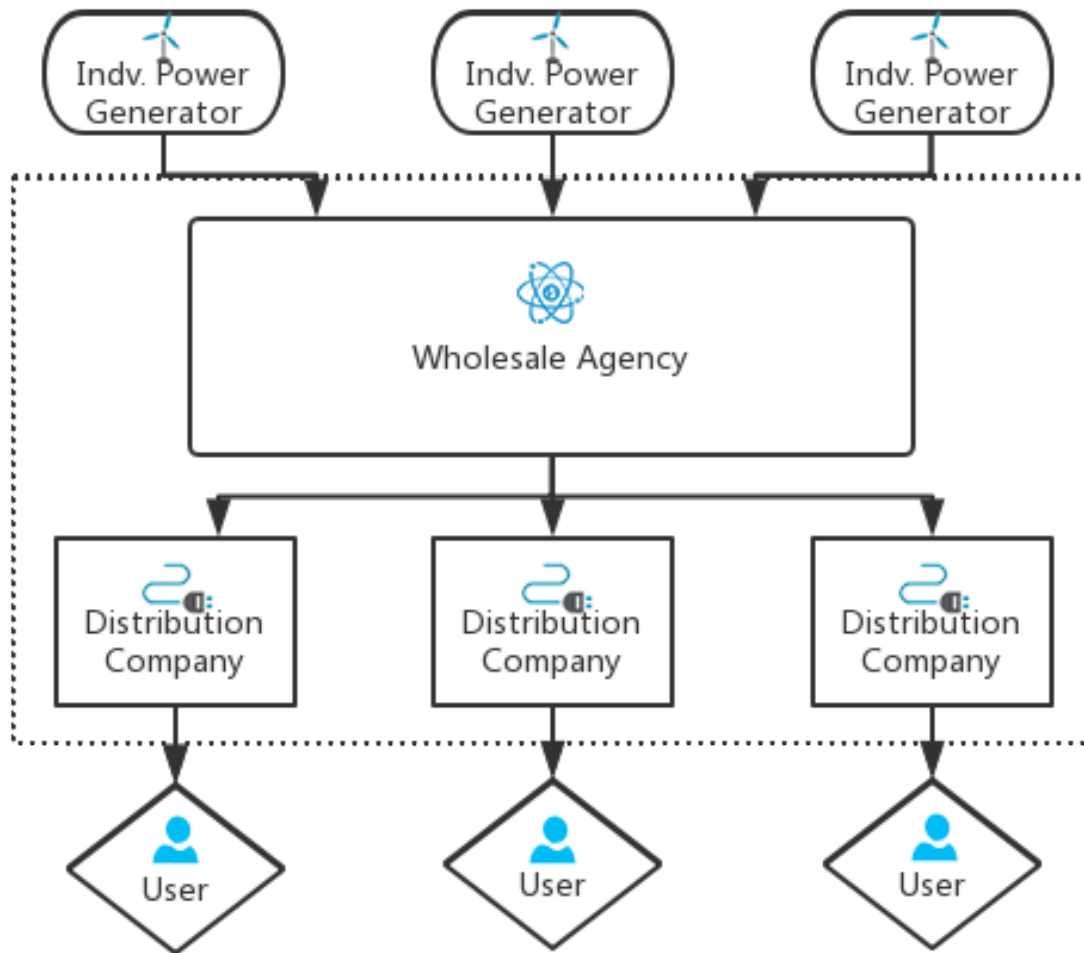 Indv. Power
Generator
Indv. Power
Generator
Indv. Power
Generator
Wholesale Agency
Distribution
Company
Distribution
Company
Distribution
Company
User
User
User